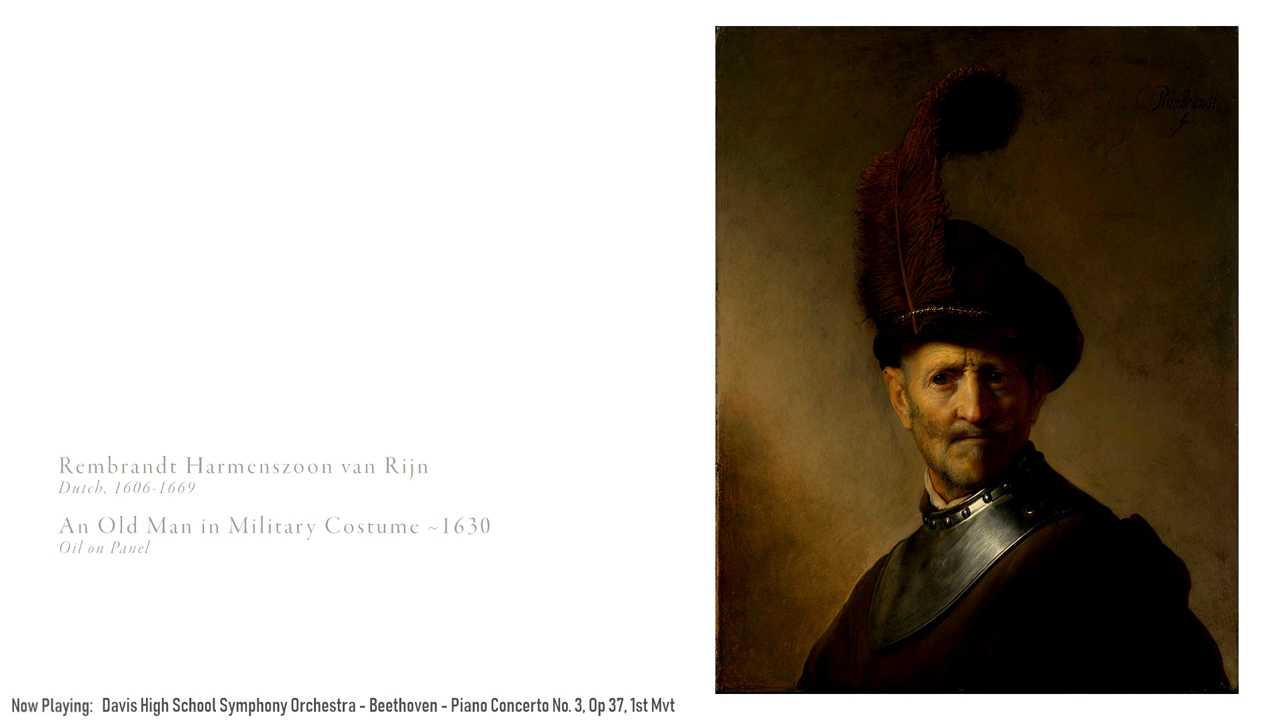 Rembrandt
f.
Rembrandt Harmenszoon van Rijn
Dutch, 1606-1669
An Old Man in Military Costume ~1630
Oil on Panel
Now Playing: Davis High School Symphony Orchestra - Beethoven - Piano Concerto No. 3, Op 37, 1st Mvt